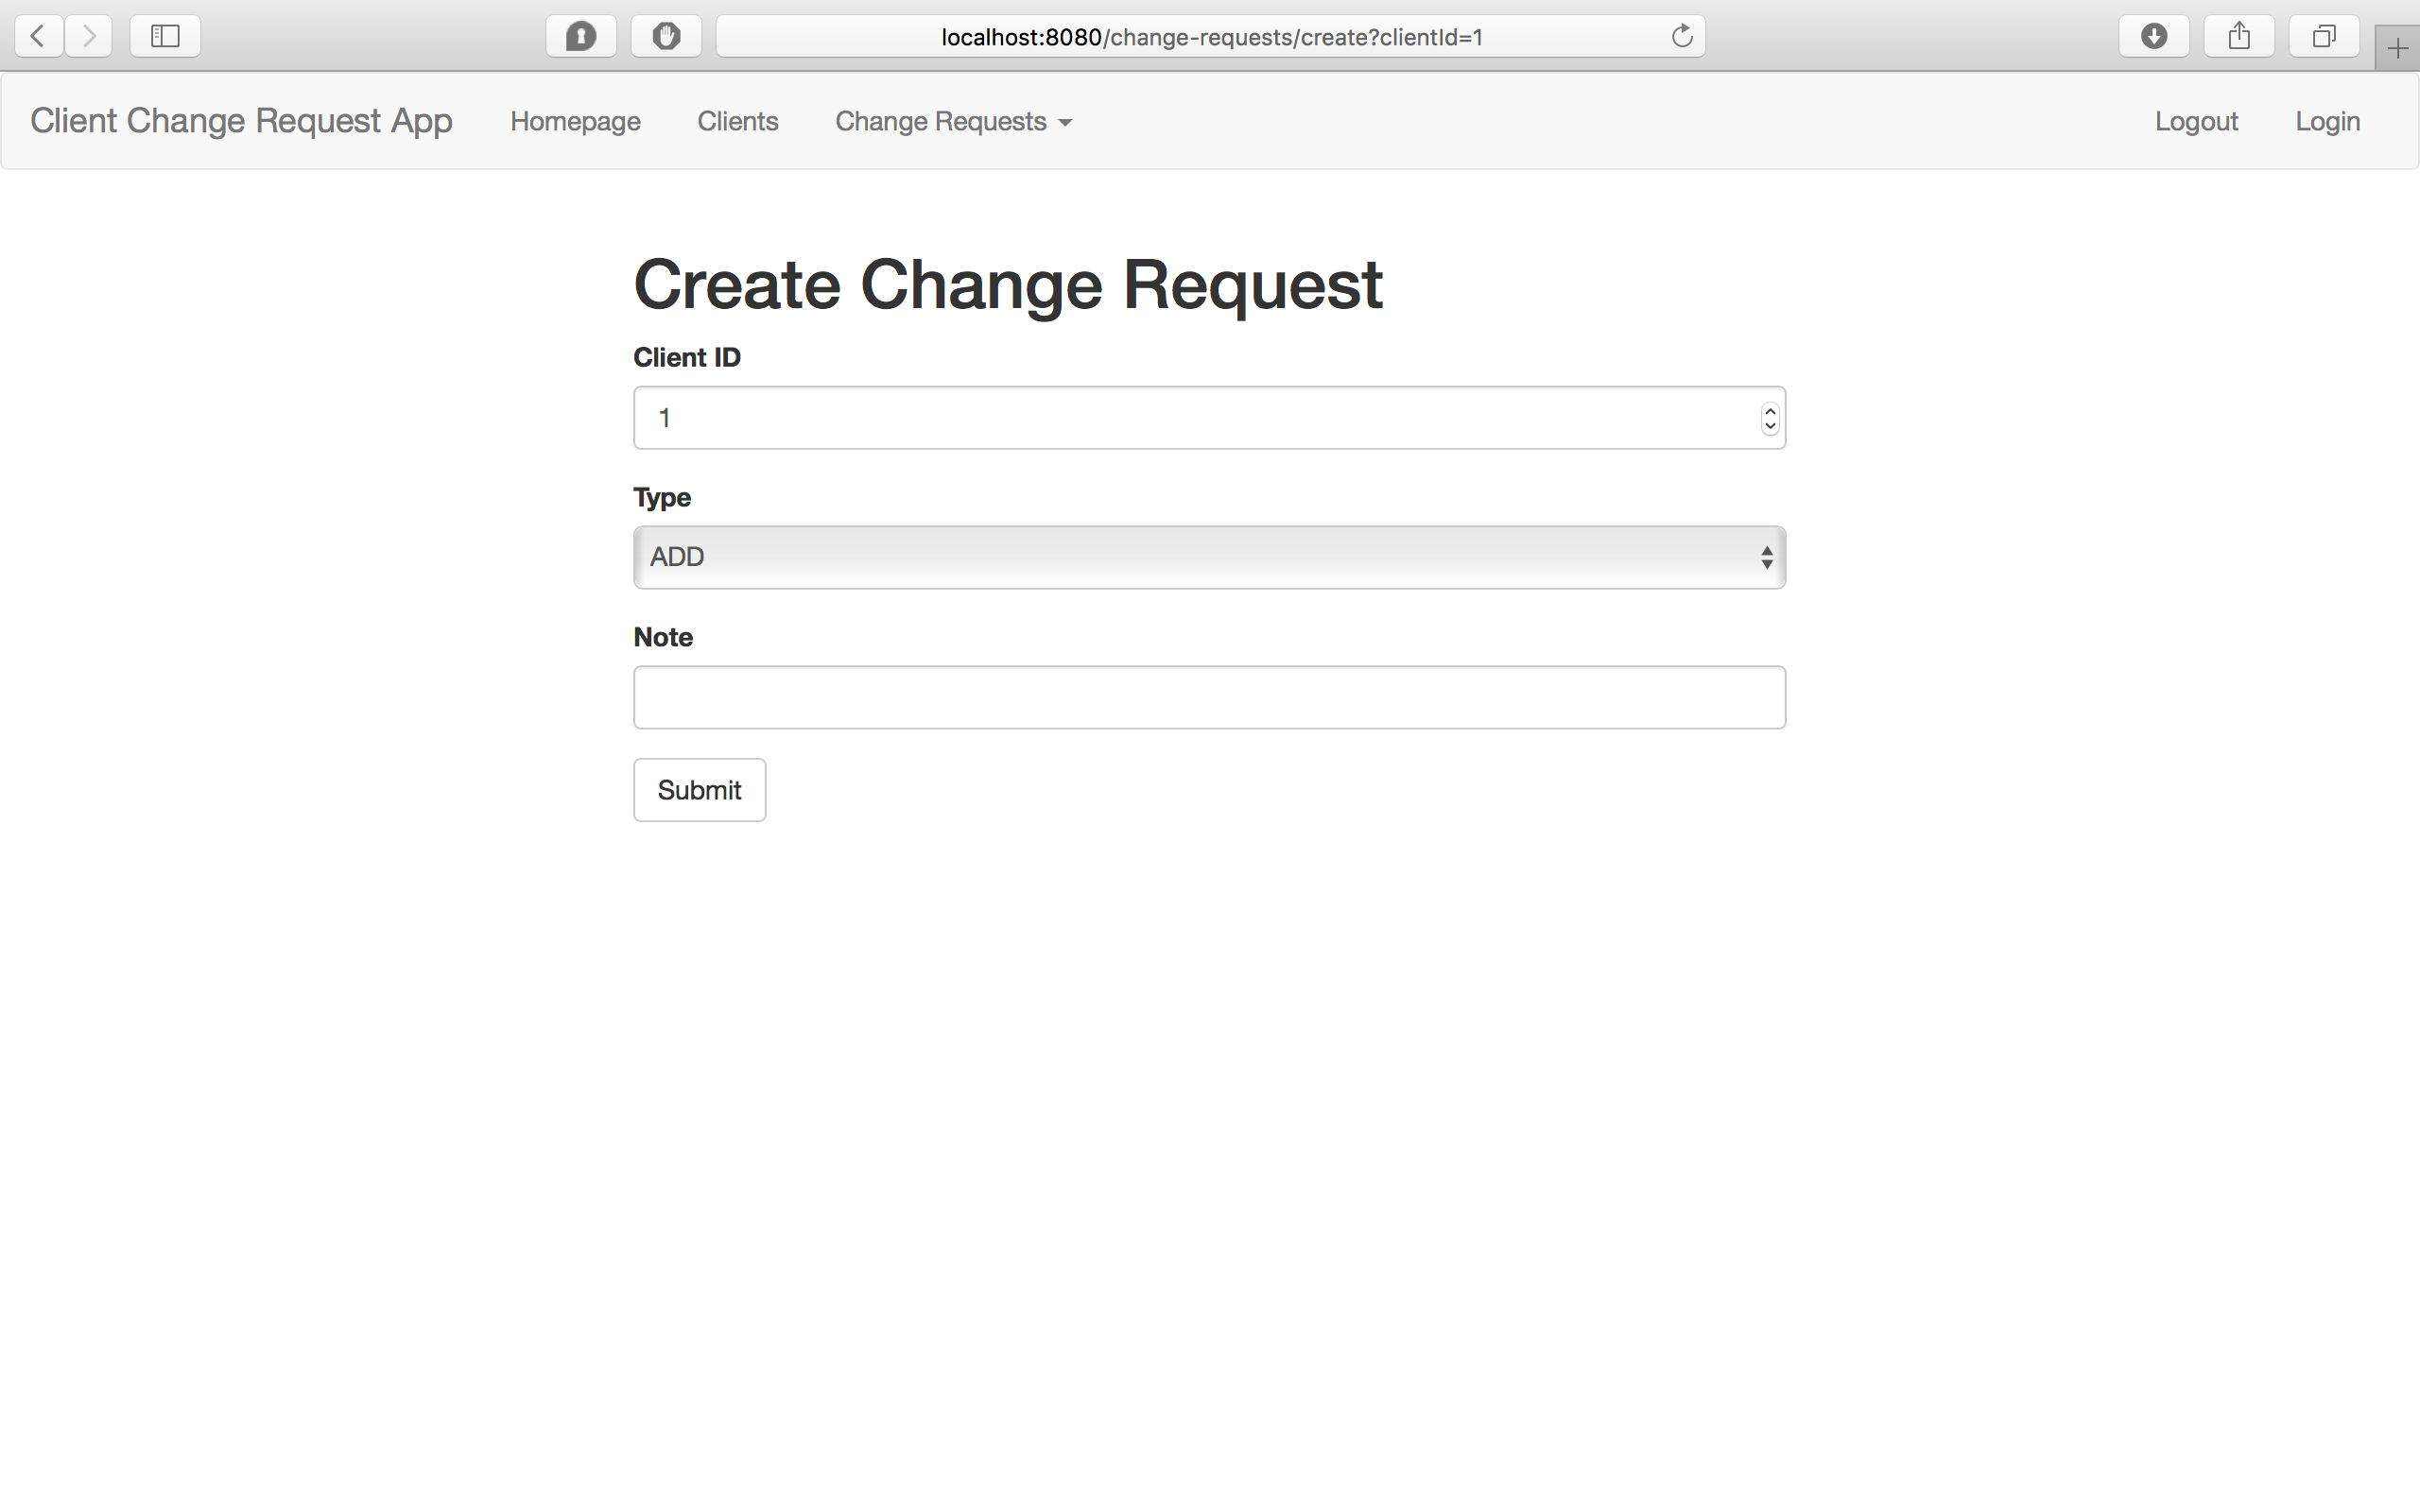 localhost:8080/change-requests/create?clientId=1
Client Change Request App Homepage Clients Change Requests Logout Login
Create Change Request
Client ID
1
Type
ADD
Note
Submit